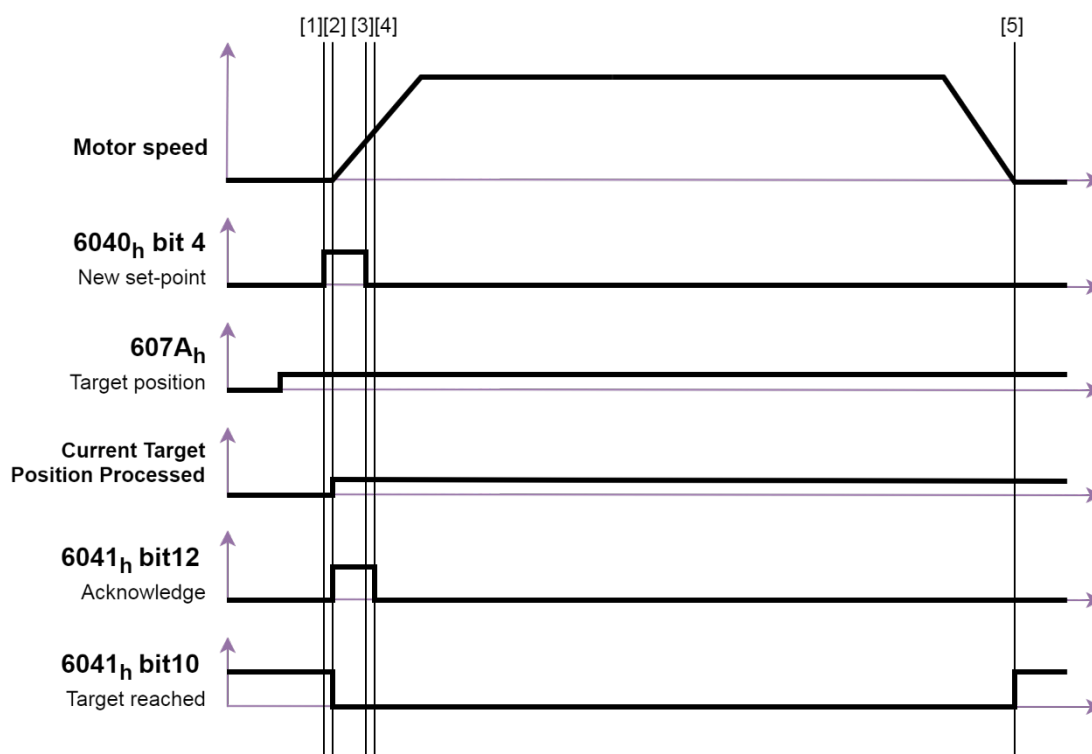 [1][2] [3][4] [5]
Motor speed
6040h bit 4
New set-point
607Ah
Target position
Current Target
Position Processed
6041h bit12
Acknowledge
6041h bit10
Target reached